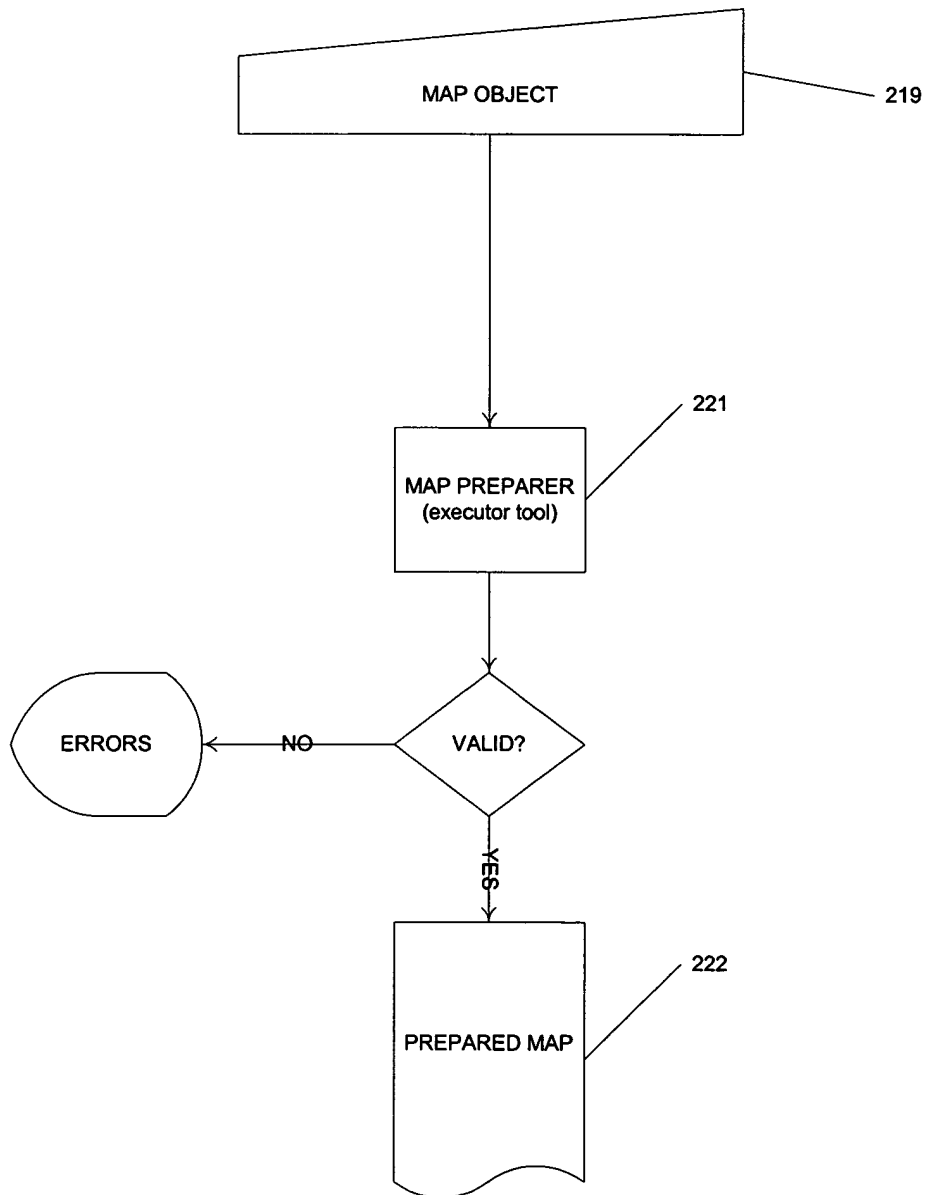 MAP OBJECT
219
221
MAP PREPARER
(executor tool)
ERRORS
NO
VALID?
YES
222
PREPARED MAP